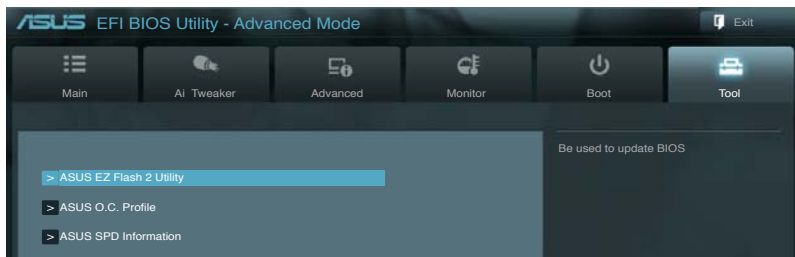 ASUS EFI BIOS Utility - Advanced Mode
Exit
Main
Ai Tweaker
Advanced
Monitor
Boot
Tool
Be used to update BIOS
> ASUS EZ Flash 2 Utility
> ASUS O.C. Profile
> ASUS SPD Information